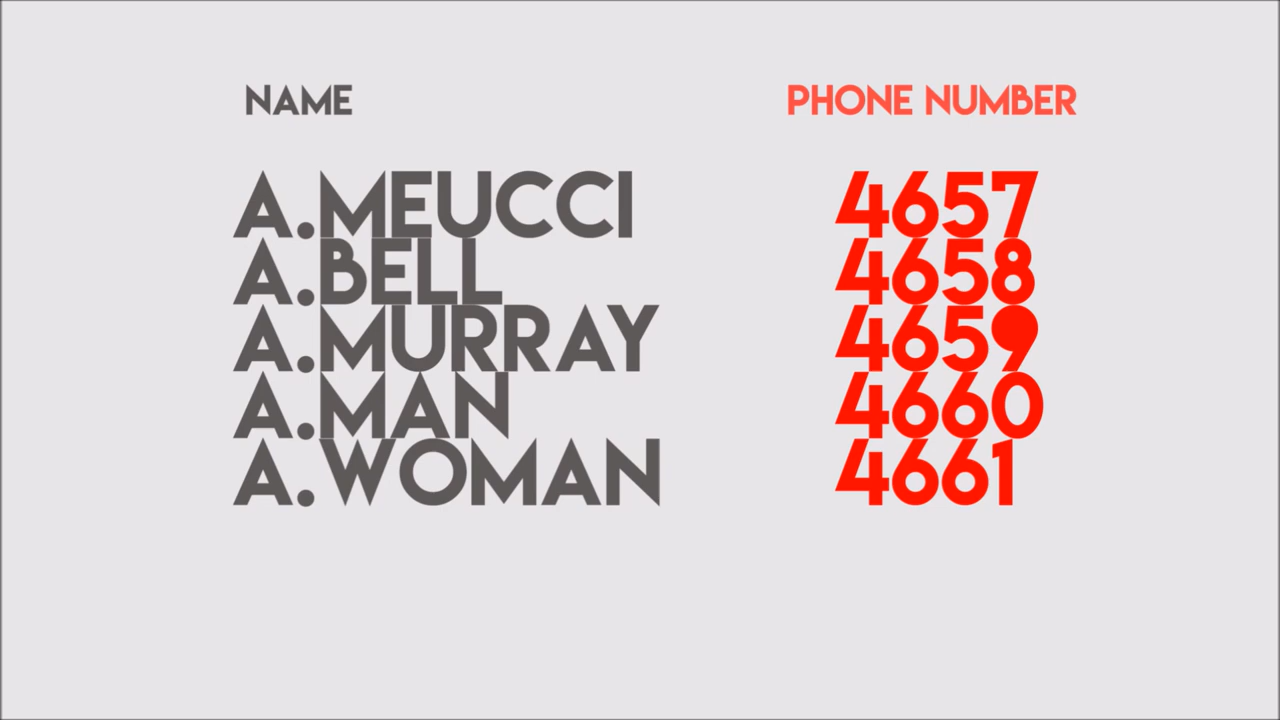 NAME PHONE NUMBER
A.MEUCCI 4657
A.BELL 4658
A.MURRAY 4659
A.MAN 4660
A.WOMAN 4661